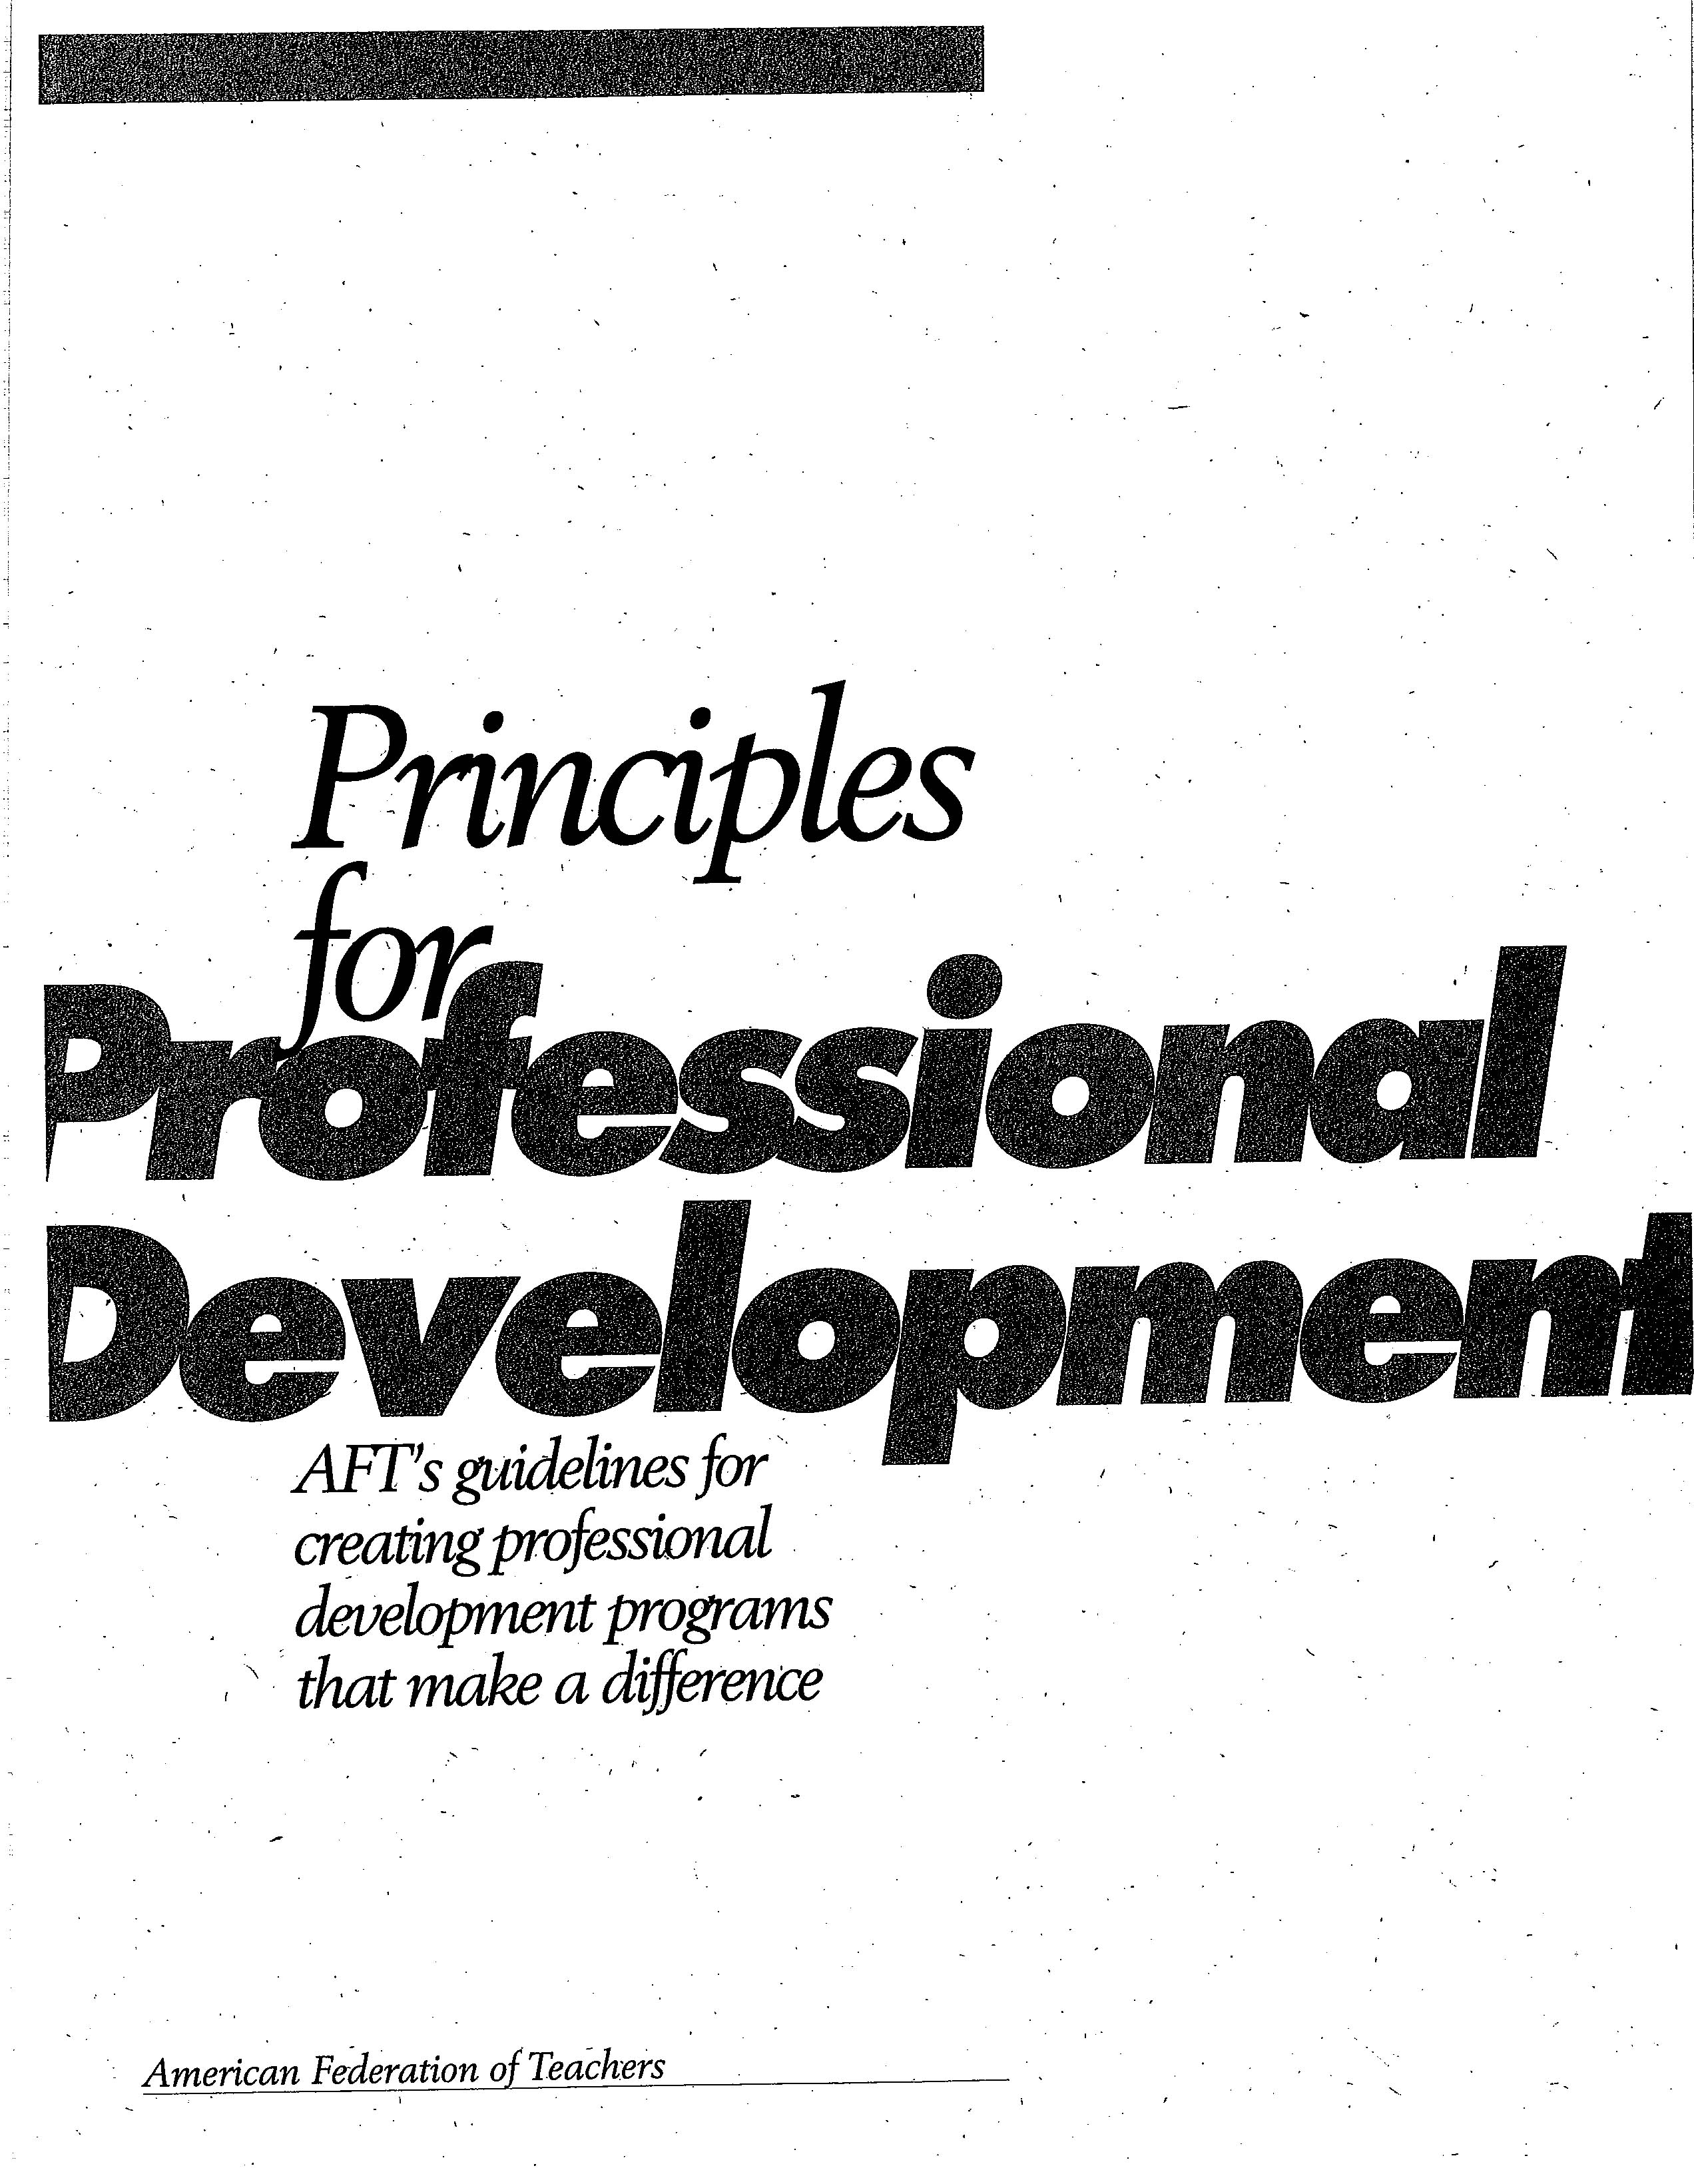 Principles
for
Professional
Development
AFT's guidelines for
creating professional
development programs
that make a difference
American Federation of Teachers